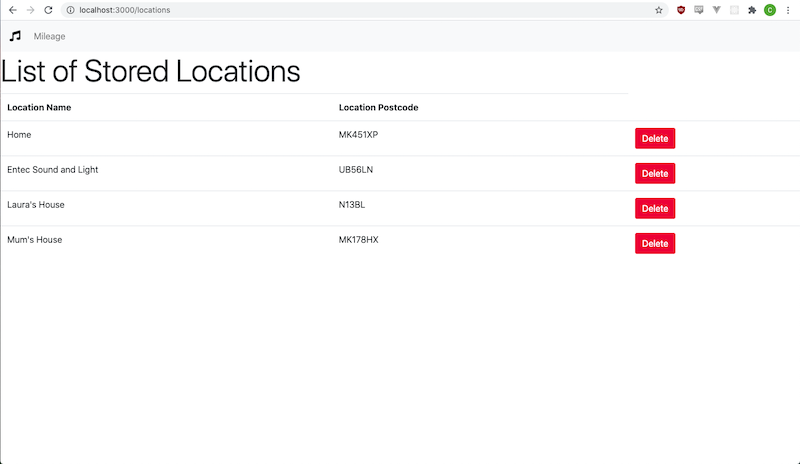 localhost:3000/locations
C
Mileage
List of Stored Locations
Location Name Location Postcode
Home MK451XP Delete
Entec Sound and Light UB56LN Delete
Laura's House N13BL Delete
Mum's House MK178HX Delete